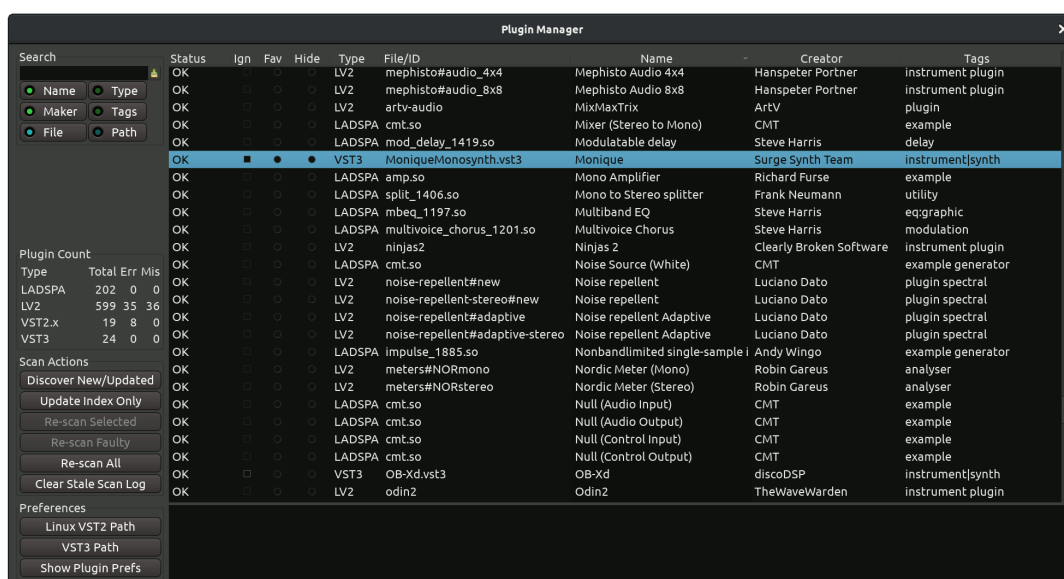 Plugin Manager
Search
Name Type
Maker Tags
File Path
Plugin Count
Type Total Err Mis
LADSPA 202 0 0
LV2 599 35 36
VST2.x 19 8 0
VST3 24 0 0
Scan Actions
Discover New/Updated
Update Index Only
Re-scan Selected
Re-scan Faulty
Re-scan All
Clear Stale Scan Log
Preferences
Linux VST2 Path
VST3 Path
Show Plugin Prefs
Status Ign Fav Hide Type File/ID Name Creator Tags
OK LV2 mephisto#audio_4x4 Mephisto Audio 4x4 Hanspeter Portner instrument plugin
OK LV2 mephisto#audio_8x8 Mephisto Audio 8x8 Hanspeter Portner instrument plugin
OK LV2 artv-audio MixMaxTrix ArtV plugin
OK LADSPA cmt.so Mixer (Stereo to Mono) CMT example
OK LADSPA mod_delay_1419.so Modulatable delay Steve Harris delay
OK VST3 MoniqueMonosynth.vst3 Monique Surge Synth Team instrument|synth
OK LADSPA amp.so Mono Amplifier Richard Furse example
OK LADSPA split_1406.so Mono to Stereo splitter Frank Neumann utility
OK LADSPA mbeq_1197.so Multiband EQ Steve Harris eq:graphic
OK LADSPA multivoice_chorus_1201.so Multivoice Chorus Steve Harris modulation
OK LV2 ninjas2 Ninjas 2 Clearly Broken Software instrument plugin
OK LADSPA cmt.so Noise Source (White) CMT example generator
OK LV2 noise-repellent#new Noise repellent Luciano Dato plugin spectral
OK LV2 noise-repellent-stereo#new Noise repellent Luciano Dato plugin spectral
OK LV2 noise-repellent#adaptive Noise repellent Adaptive Luciano Dato plugin spectral
OK LV2 noise-repellent#adaptive-stereo Noise repellent Adaptive Luciano Dato plugin spectral
OK LADSPA impulse_1885.so Nonbandlimited single-sample i Andy Wingo example generator
OK LV2 meters#NORmono Nordic Meter (Mono) Robin Gareus analyser
OK LV2 meters#NORstereo Nordic Meter (Stereo) Robin Gareus analyser
OK LADSPA cmt.so Null (Audio Input) CMT example
OK LADSPA cmt.so Null (Audio Output) CMT example
OK LADSPA cmt.so Null (Control Input) CMT example
OK LADSPA cmt.so Null (Control Output) CMT example
OK VST3 OB-Xd.vst3 OB-Xd discoDSP instrument|synth
OK LV2 odin2 Odin2 TheWaveWarden instrument plugin